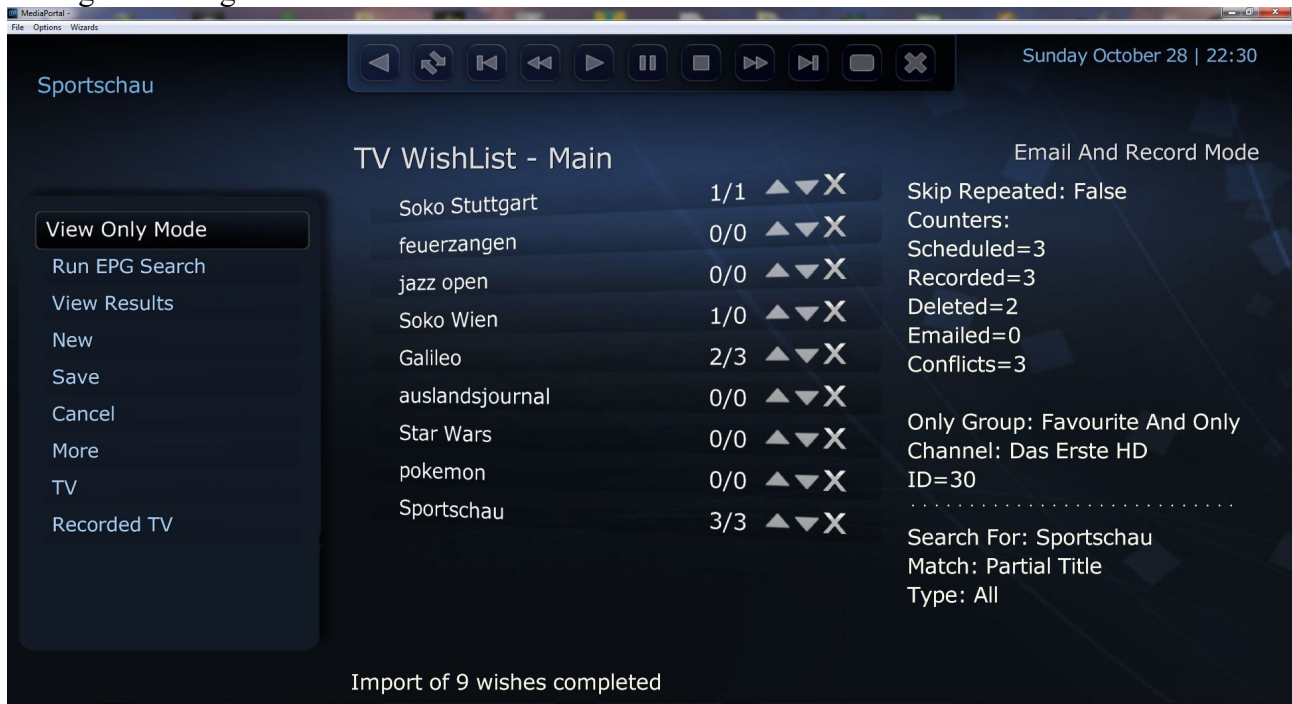 MediaPortal -
File Options Wizards
Sunday October 28 | 22:30
Sportschau
TV WishList - Main
Email And Record Mode
View Only Mode
Run EPG Search
View Results
New
Save
Cancel
More
TV
Recorded TV
Soko Stuttgart 1/1 X
feuerzangen 0/0 X
jazz open 0/0 X
Soko Wien 1/0 X
Galileo 2/3 X
auslandsjournal 0/0 X
Star Wars 0/0 X
pokemon 0/0 X
Sportschau 3/3 X
Skip Repeated: False
Counters:
Scheduled=3
Recorded=3
Deleted=2
Emailed=0
Conflicts=3
Only Group: Favourite And Only
Channel: Das Erste HD
ID=30
. . . . . . . . . . . . . . . . . . . . . . . . . . . .
Search For: Sportschau
Match: Partial Title
Type: All
Import of 9 wishes completed